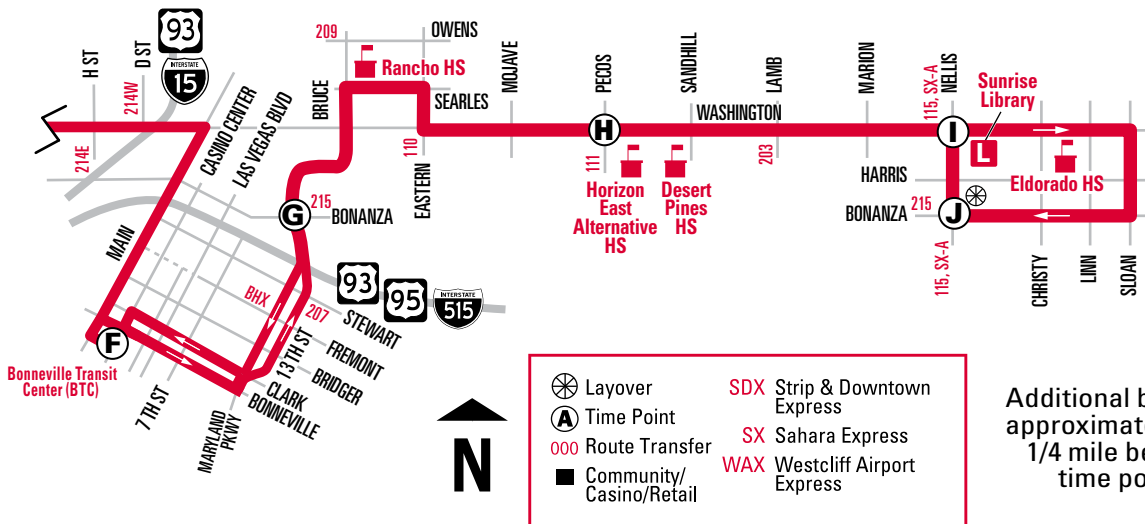 93
INTERSTATE
15
H ST
214E
D ST
214W
CASINO CENTER
LAS VEGAS BLVD
MAIN
F
Bonneville Transit
Center (BTC)
7TH ST
MARYLAND
PKWY
BONNEVILLE
CLARK
BRIDGER
FREMONT
STEWART
13TH ST
BHX
207
93
95
INTERSTATE
515
G
215
BONANZA
209
BRUCE
OWENS
Rancho HS
SEARLES
110
EASTERN
MOJAVE
PECOS
H
111
Horizon
East
Alternative
HS
SANDHILL
Desert
Pines
HS
WASHINGTON
LAMB
203
MARION
115, SX-A
NELLIS
I
Sunrise
Library
L
HARRIS
Eldorado HS
215
BONANZA
J
115, SX-A
CHRISTY
LINN
SLOAN
N
Layover
A Time Point
000 Route Transfer
Community/
Casino/Retail
SDX Strip & Downtown
Express
SX Sahara Express
WAX Westcliff Airport
Express
Additional b
approximate
1/4 mile be
time po